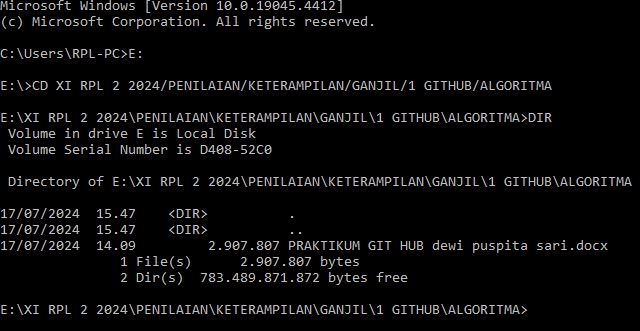 Microsoft Windows [Version 10.0.19045.4412]
(c) Microsoft Corporation. All rights reserved.
C:\Users\RPL-PC>E:
E:\>CD XI RPL 2 2024/PENILAIAN/KETERAMPILAN/GANJIL/1 GITHUB/ALGORITMA
E:\XI RPL 2 2024\PENILAIAN\KETERAMPILAN\GANJIL\1 GITHUB\ALGORITMA>DIR
Volume in drive E is Local Disk
Volume Serial Number is D408-52C0
Directory of E:\XI RPL 2 2024\PENILAIAN\KETERAMPILAN\GANJIL\1 GITHUB\ALGORITMA
17/07/2024  15.47    <DIR>          .
17/07/2024  15.47    <DIR>          ..
17/07/2024  14.09         2.907.807 PRAKTIKUM GIT HUB dewi puspita sari.docx
1 File(s)      2.907.807 bytes
2 Dir(s)  783.489.871.872 bytes free
E:\XI RPL 2 2024\PENILAIAN\KETERAMPILAN\GANJIL\1 GITHUB\ALGORITMA>